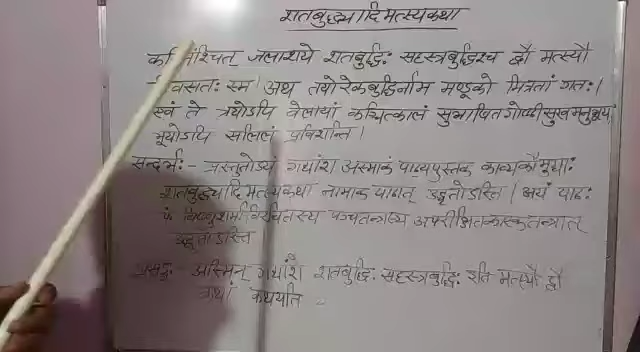 शतबुद्ध्यादिमत्स्यकथा
कस्मिंश्चित् जलाशये शतबुद्धिः सहस्त्रबुद्धिश्च द्वौ मत्स्यौ
निवसतः स्म। अथ तयोरेकबुद्धिर्नाम मण्डूको मित्रतां गतः।
एवं ते त्रयोऽपि वेलायां कञ्चित्कालं सुभाषितगोष्ठीसुखमनुभूय
भूयोऽपि सलिलं प्रविशन्ति।
सन्दर्भः- प्रस्तुतोऽयं गद्यांश अस्माकं पाठ्यपुस्तक काव्यकौमुद्याः
शतबुद्ध्यादिमत्स्यकथा नामक पाठात् उद्धृतोऽस्ति। अयं पाठः
पं. विष्णुशर्माविरचितस्य पञ्चतन्त्रस्य अपरीक्षितकारकतन्त्रात्
उद्धृतोऽस्ति
प्रसङ्ग: अस्मिन् गद्यांशे शतबुद्धिः सहस्त्रबुद्धिः इति मत्स्यौ द्वौ
कथां कथयति